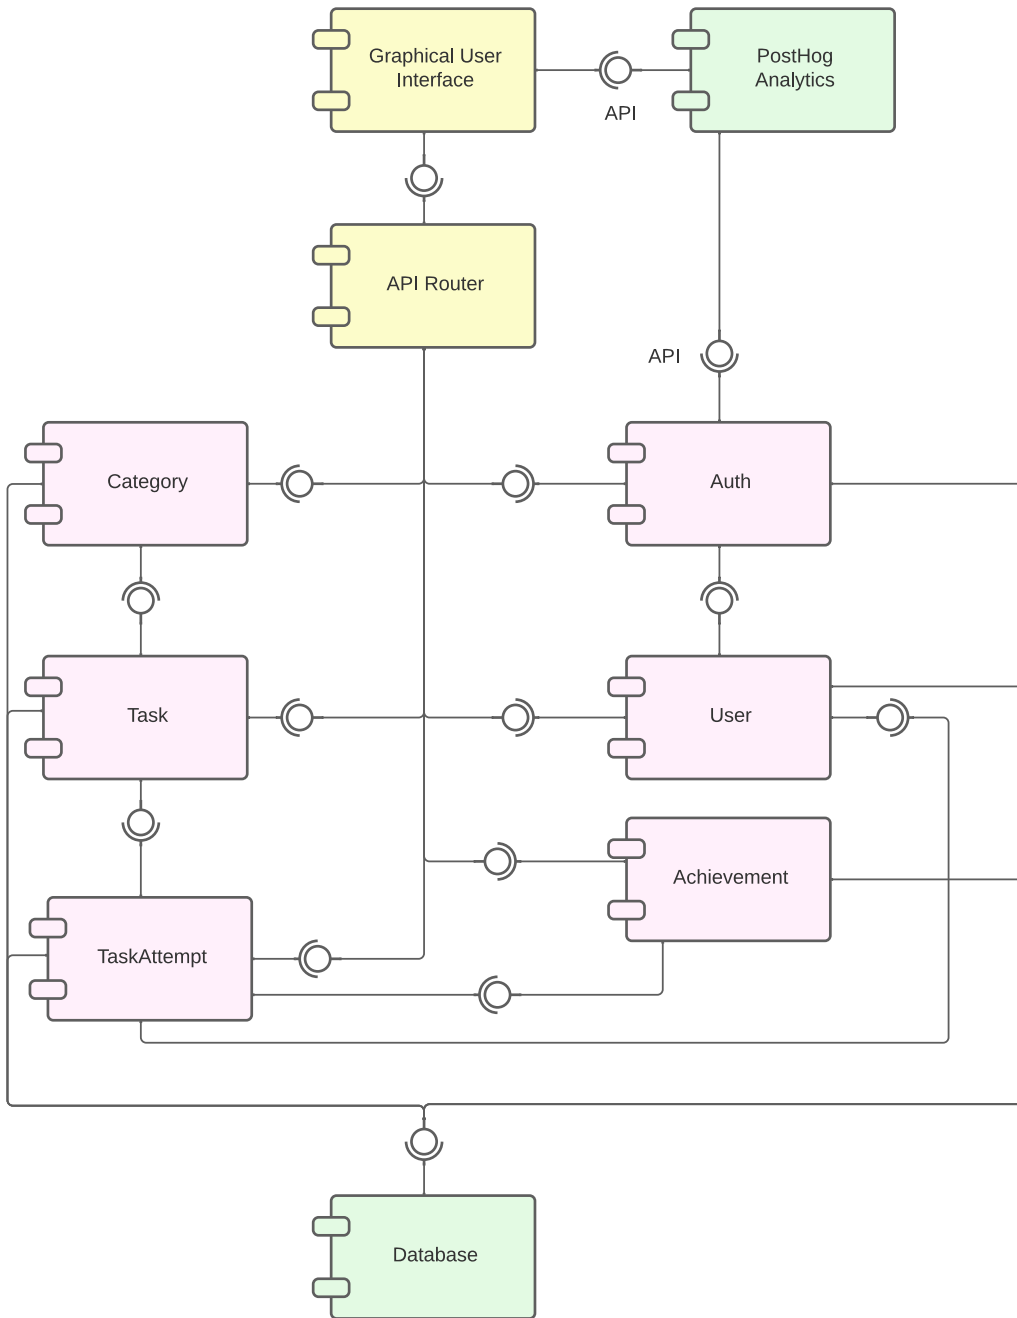 Graphical User
Interface
PostHog
Analytics
API
API Router
API
Category
Auth
Task
User
Achievement
TaskAttempt
Database